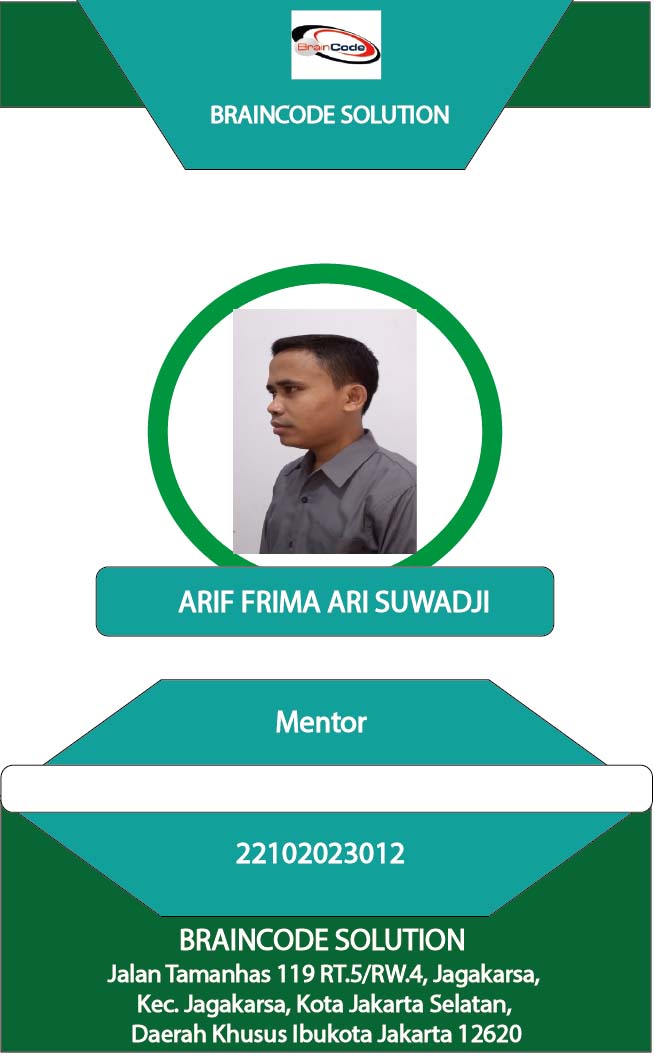 BrainCode
BRAINCODE SOLUTION
ARIF FRIMA ARI SUWADJI
Mentor
22102023012
BRAINCODE SOLUTION
Jalan Tamanhas 119 RT.5/RW.4, Jagakarsa,
Kec. Jagakarsa, Kota Jakarta Selatan,
Daerah Khusus Ibukota Jakarta 12620